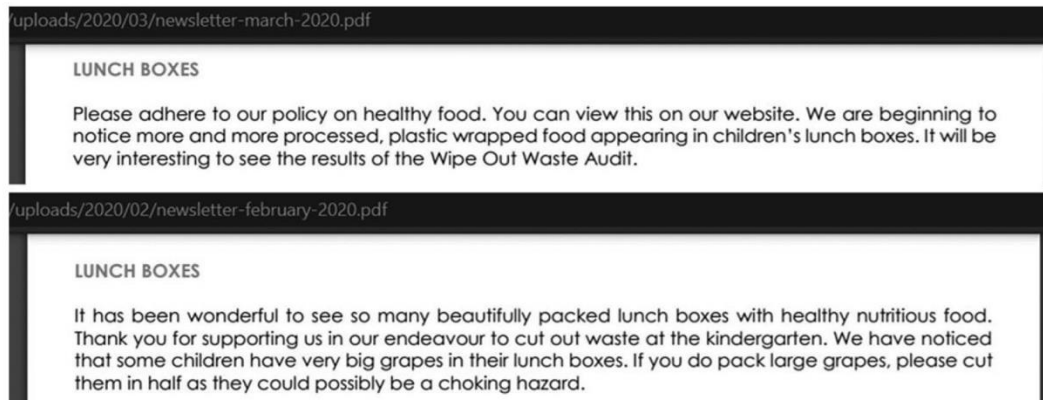 /uploads/2020/03/newsletter-march-2020.pdf
LUNCH BOXES
Please adhere to our policy on healthy food. You can view this on our website. We are beginning to
notice more and more processed, plastic wrapped food appearing in children's lunch boxes. It will be
very interesting to see the results of the Wipe Out Waste Audit.
/uploads/2020/02/newsletter-february-2020.pdf
LUNCH BOXES
It has been wonderful to see so many beautifully packed lunch boxes with healthy nutritious food.
Thank you for supporting us in our endeavour to cut out waste at the kindergarten. We have noticed
that some children have very big grapes in their lunch boxes. If you do pack large grapes, please cut
them in half as they could possibly be a choking hazard.